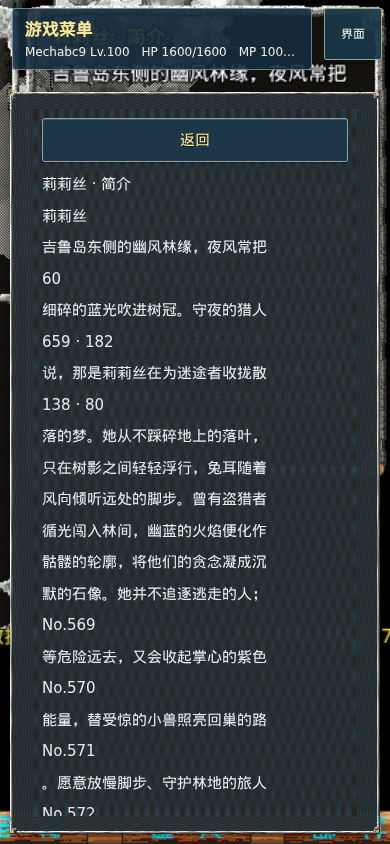 游戏菜单
Mechabc9 Lv.100 HP 1600/1600 MP 100...
界面
吉鲁岛东侧的幽风林缘，夜风常把
返回
莉莉丝 · 简介
莉莉丝
吉鲁岛东侧的幽风林缘，夜风常把
60
细碎的蓝光吹进树冠。守夜的猎人
659 · 182
说，那是莉莉丝在为迷途者收拢散
138 · 80
落的梦。她从不踩碎地上的落叶，
只在树影之间轻轻浮行，兔耳随着
风向倾听远处的脚步。曾有盗猎者
循光闯入林间，幽蓝的火焰便化作
骷髅的轮廓，将他们的贪念凝成沉
默的石像。她并不追逐逃走的人；
No.569
等危险远去，又会收起掌心的紫色
No.570
能量，替受惊的小兽照亮回巢的路
No.571
。愿意放慢脚步、守护林地的旅人
No.572